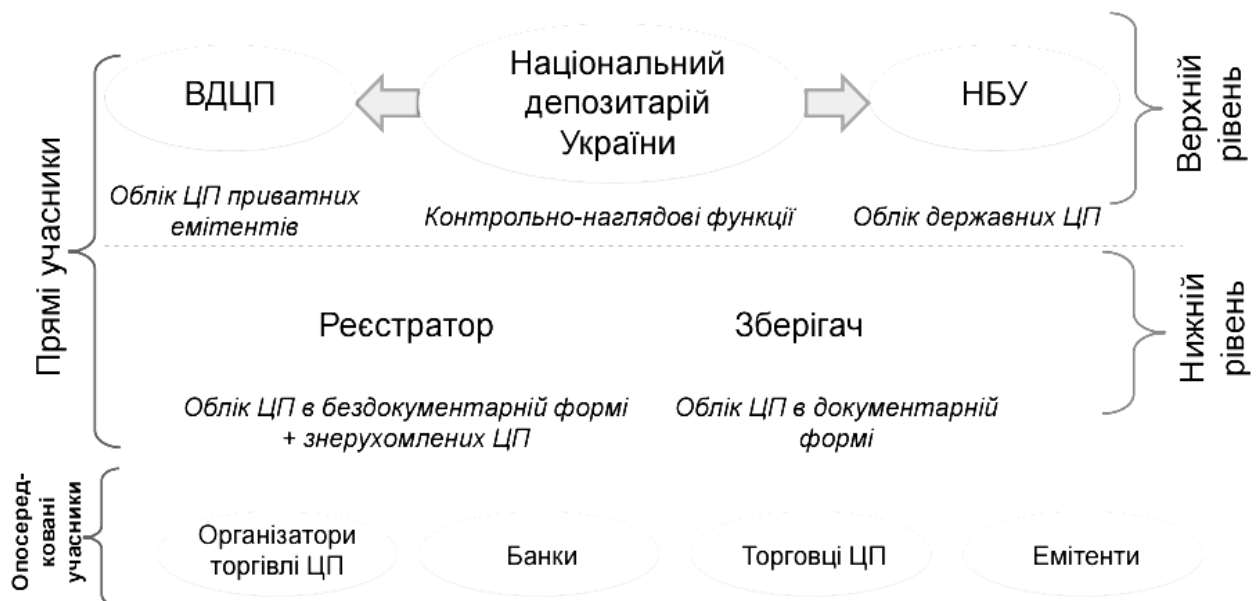 Прямі учасники
ВДЦП
Національний
депозитарій
України
НБУ
Верхній
рівень
Облік ЦП приватних
емітентів
Контрольно-наглядові функції
Облік державних ЦП
Реєстратор
Зберігач
Нижній
рівень
Облік ЦП в бездокументарній формі
+ знерухомлених ЦП
Облік ЦП в документарній
формі
Опосеред-
ковані
учасники
Організатори
торгівлі ЦП
Банки
Торговці ЦП
Емітенти